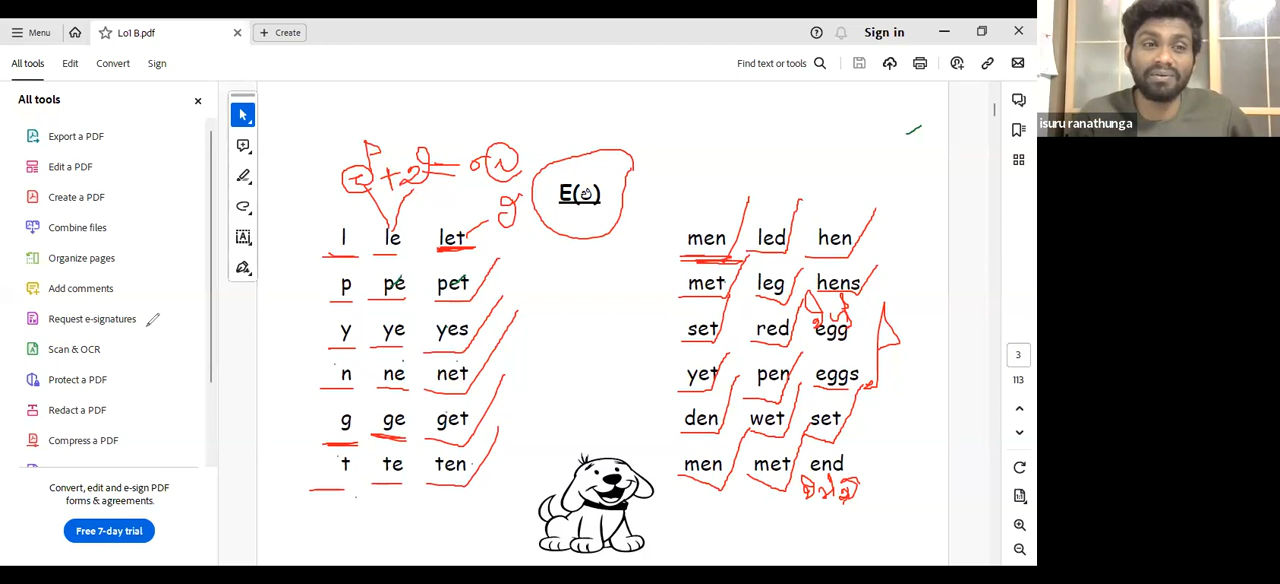 Menu Lo1 B.pdf Create Sign in
All tools Edit Convert Sign Find text or tools
All tools
Export a PDF
Edit a PDF
Create a PDF
Combine files
Organize pages
Add comments
Request e-signatures
Scan & OCR
Protect a PDF
Redact a PDF
Compress a PDF
Convert, edit and e-sign PDF
forms & agreements.
Free 7-day trial
E(එ)
l le let
p pe pet
y ye yes
n ne net
g ge get
t te ten
men led hen
met leg hens
set red egg
yet pen eggs
den wet set
men met end
3
113
isuru ranathunga